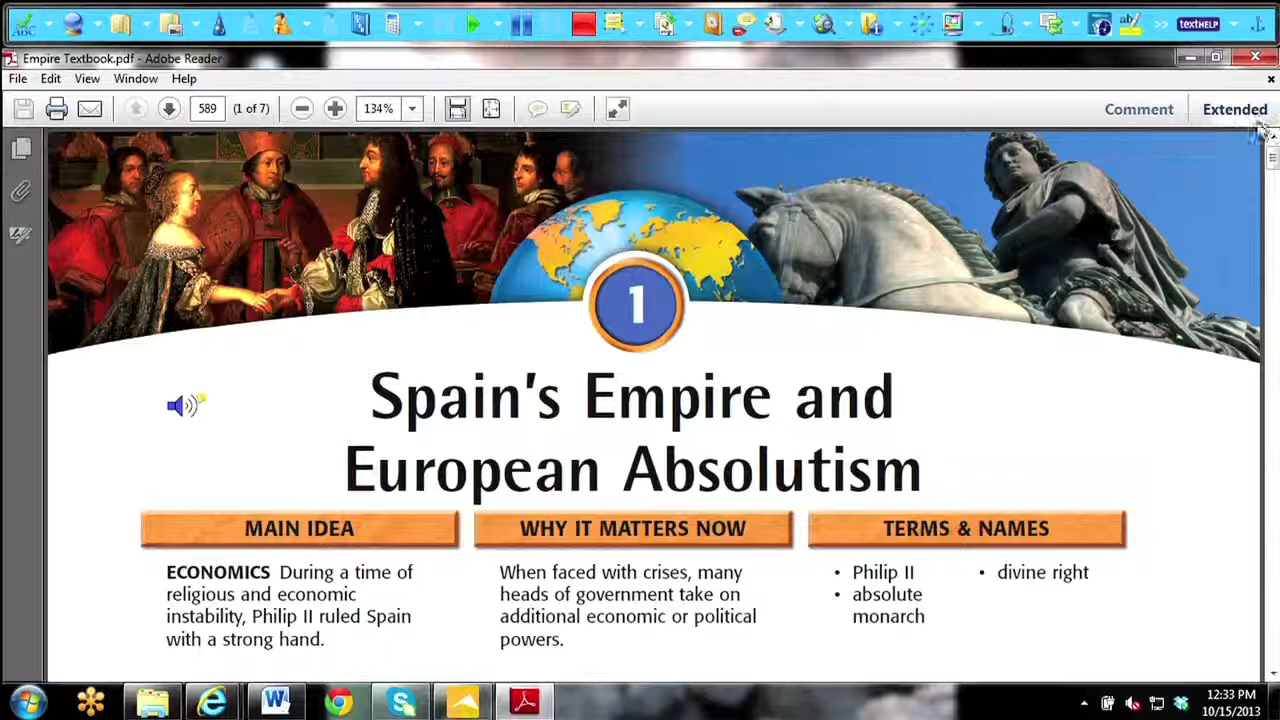 ABC
ab
textHELP
Empire Textbook.pdf - Adobe Reader
File Edit View Window Help
589 (1 of 7) 134% Comment Extended
1
Spain's Empire and
European Absolutism
MAIN IDEA
ECONOMICS During a time of
religious and economic
instability, Philip II ruled Spain
with a strong hand.
WHY IT MATTERS NOW
When faced with crises, many
heads of government take on
additional economic or political
powers.
TERMS & NAMES
• Philip II
• absolute
monarch
• divine right
12:33 PM
10/15/2013